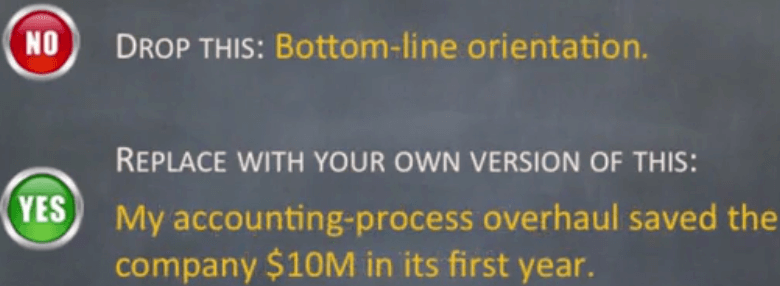 NO
DROP THIS: Bottom-line orientation.
REPLACE WITH YOUR OWN VERSION OF THIS:
YES
My accounting-process overhaul saved the
company $10M in its first year.